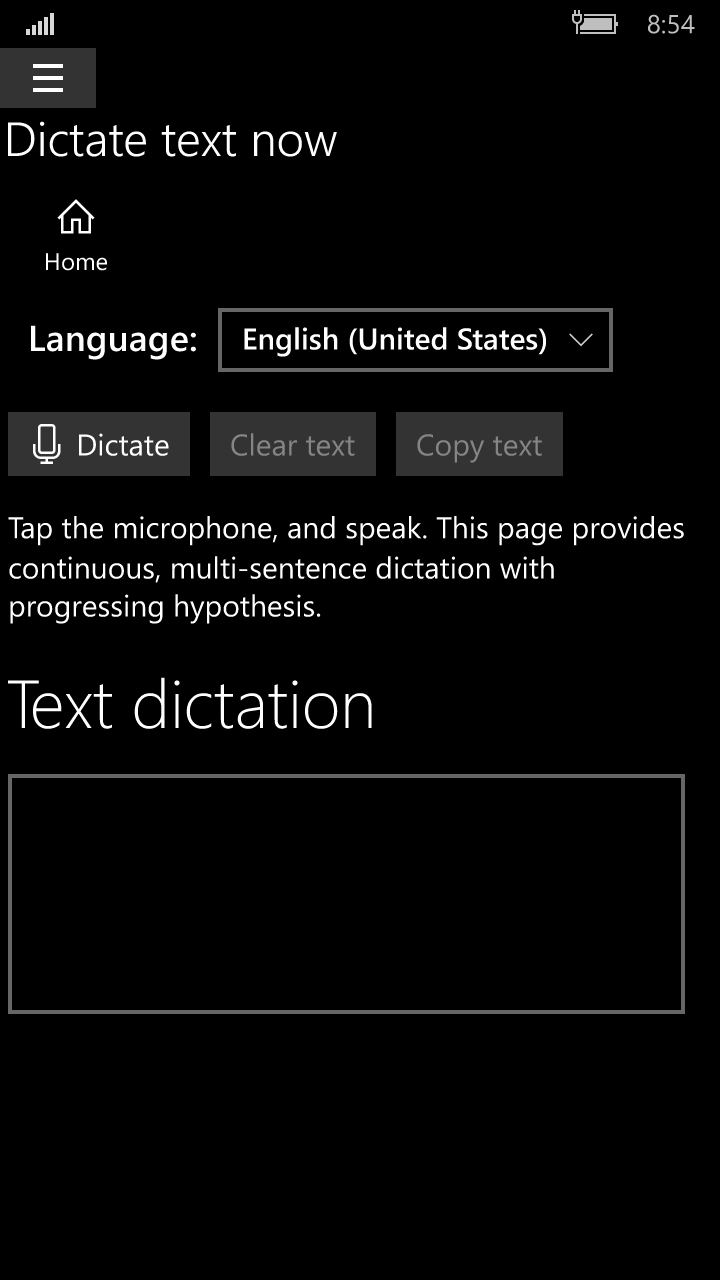 8:54
Dictate text now
Home
Language: English (United States)
Dictate Clear text Copy text
Tap the microphone, and speak. This page provides
continuous, multi-sentence dictation with
progressing hypothesis.
Text dictation